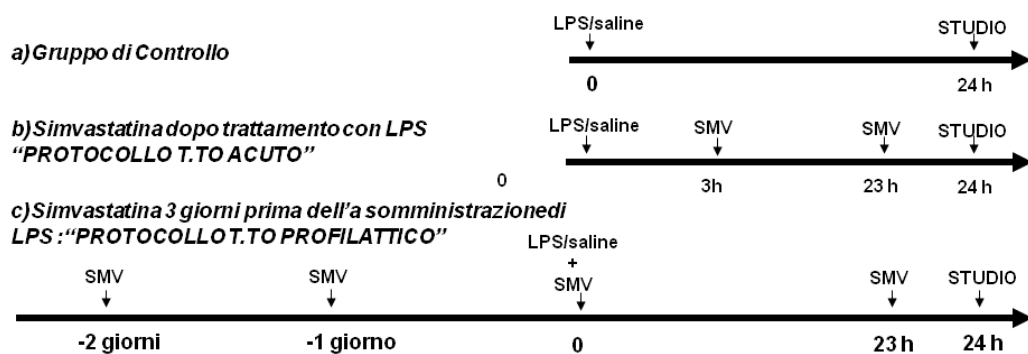 LPS/saline
STUDIO
a)Gruppo di Controllo
0
24 h
b)Simvastatina dopo trattamento con LPS
LPS/saline
SMV
SMV
STUDIO
“PROTOCOLLO T.TO ACUTO”
0
3h
23 h
24 h
c)Simvastatina 3 giorni prima dell'a somministrazionedi
LPS :“PROTOCOLLOT.TO PROFILATTICO”
LPS/saline
+
SMV
SMV
SMV
SMV
STUDIO
-2 giorni
-1 giorno
0
23 h
24 h